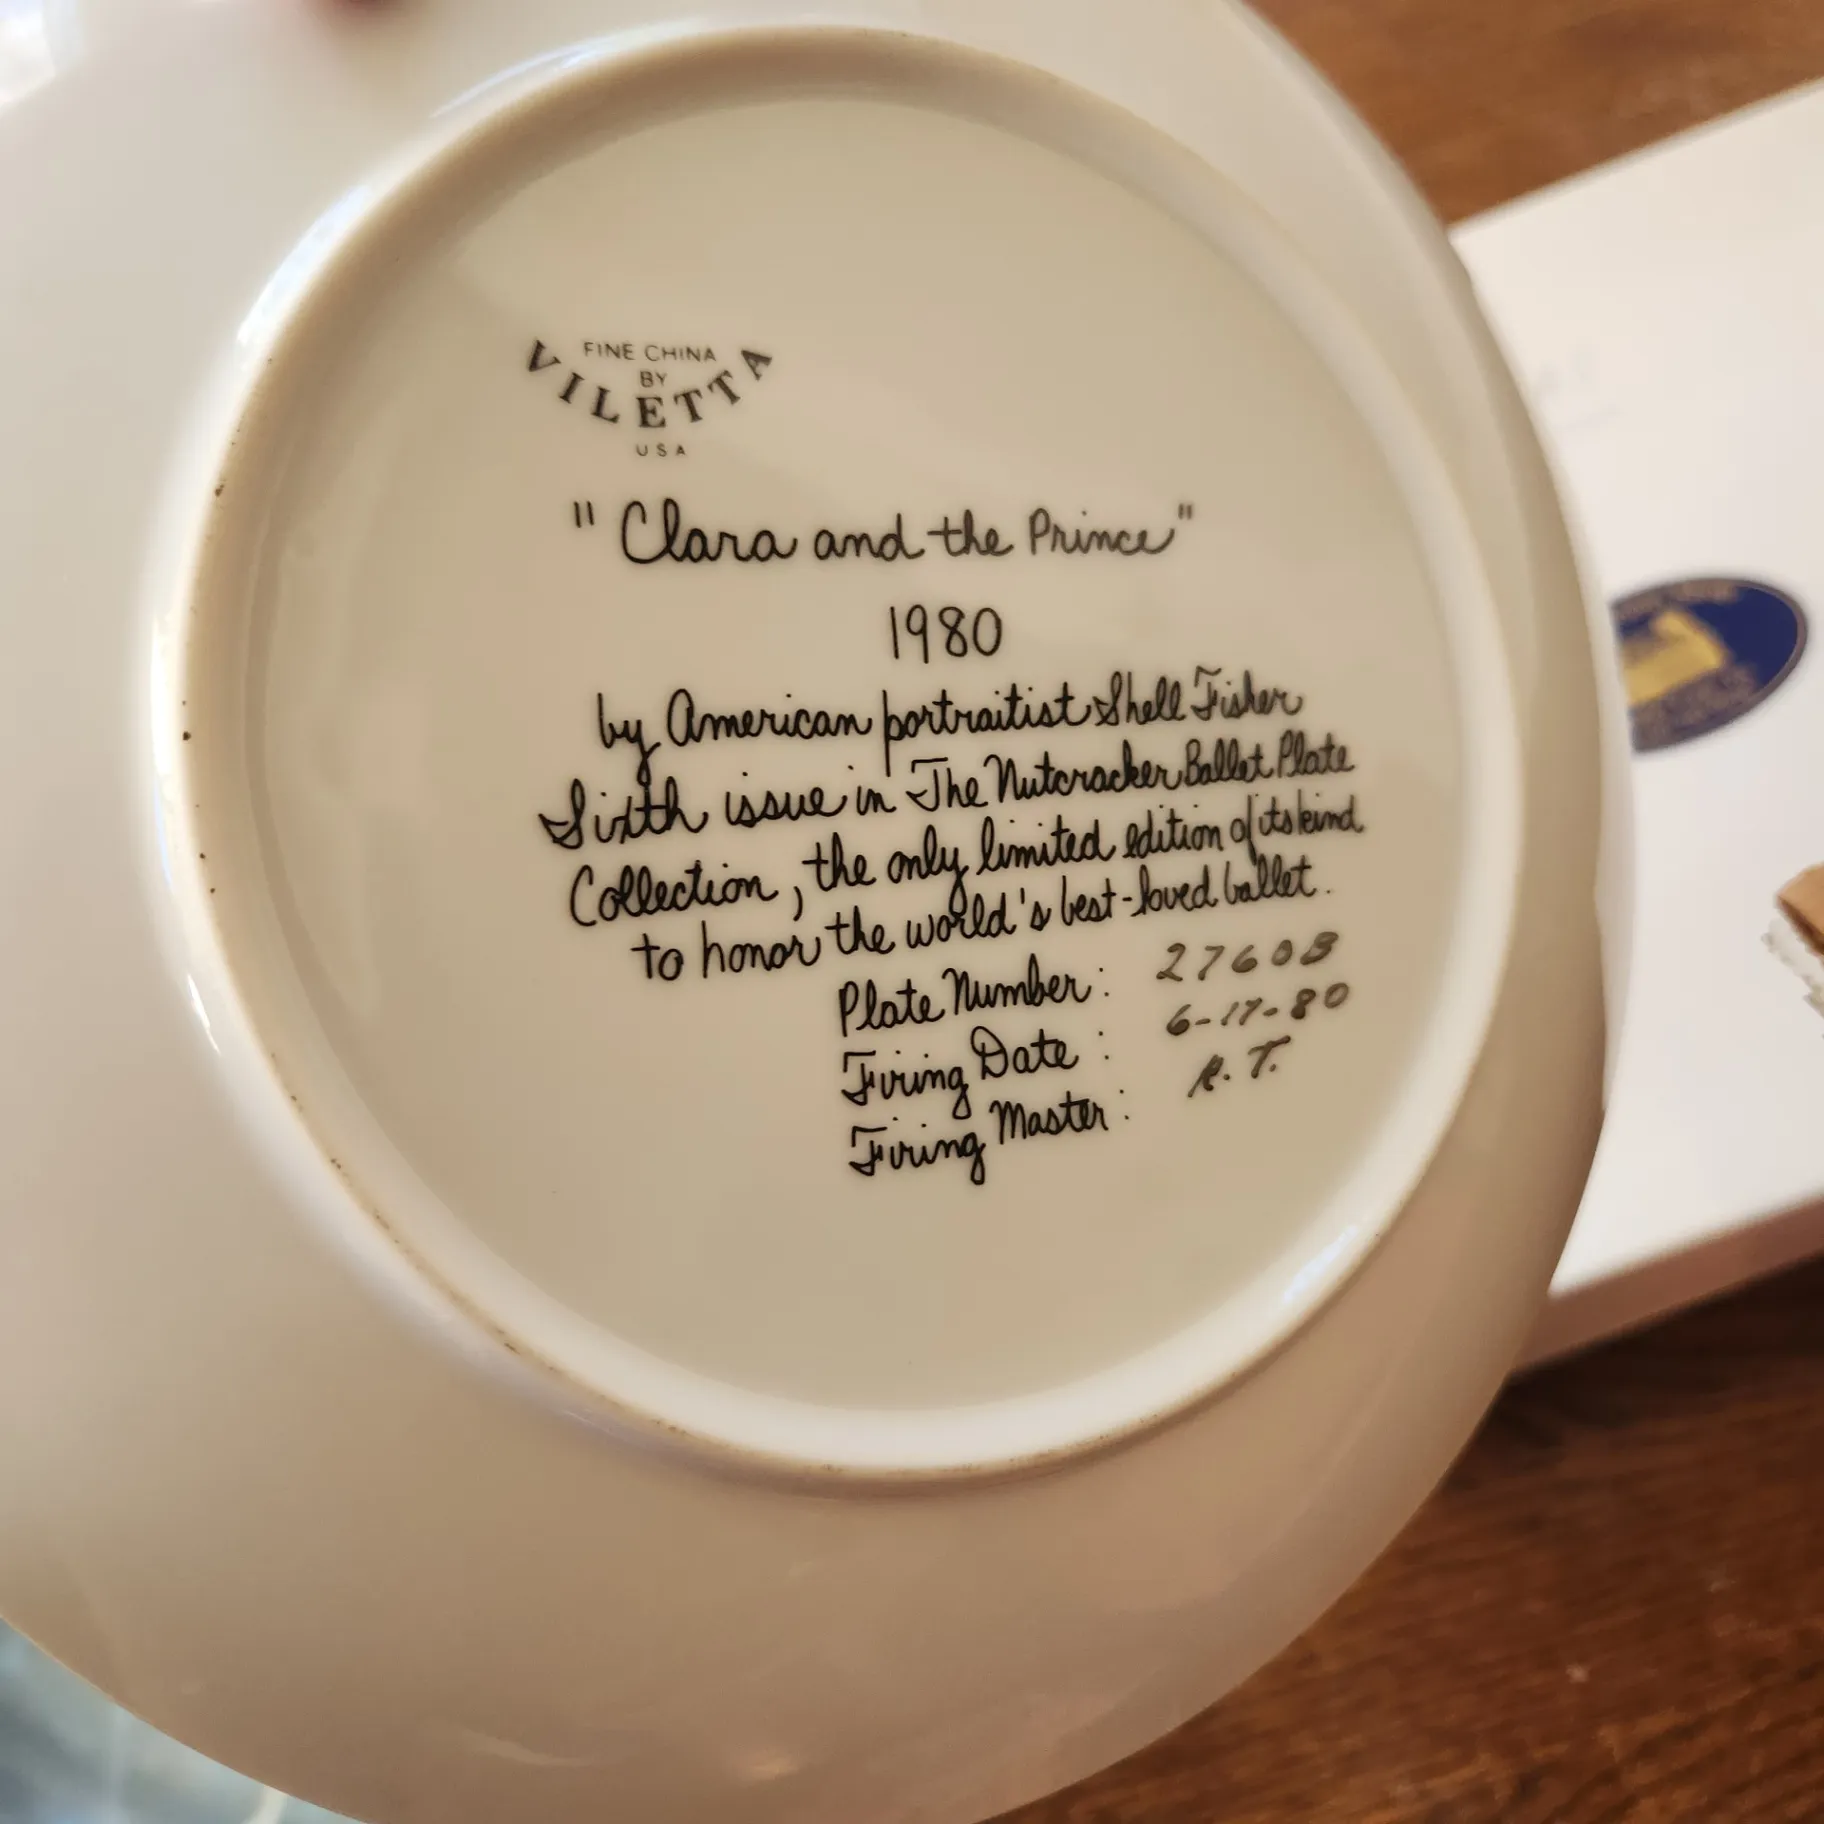 FINE CHINA
BY
VILETTA
USA
"Clara and the Prince"
1980
by American portraitist Shell Fisher
Sixth issue in The Nutcracker Ballet Plate
Collection, the only limited edition of its kind
to honor the world's best-loved ballet.
Plate Number: 2760B
Firing Date: 6-17-80
Firing Master: R.T.